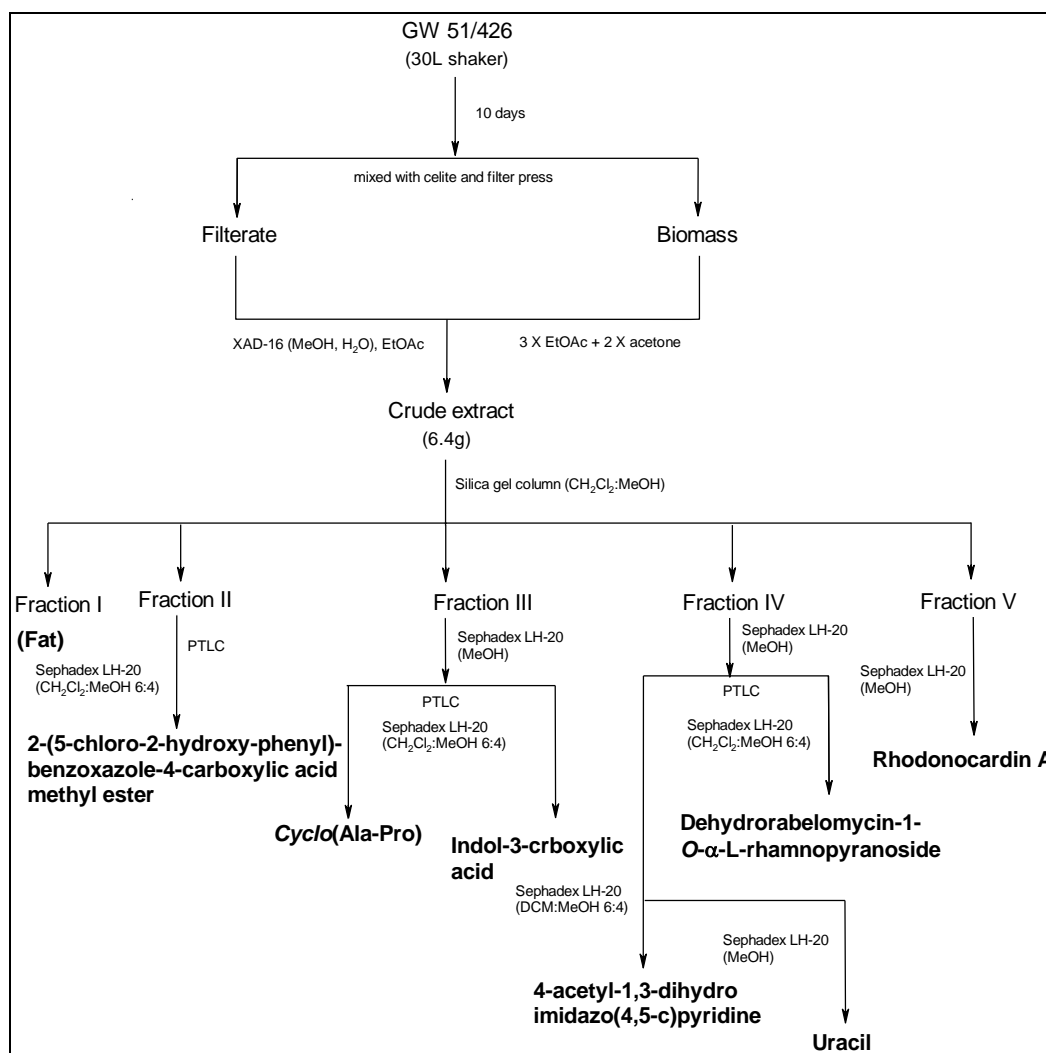 GW 51/426
(30L shaker)
10 days
mixed with celite and filter press
Filterate
Biomass
XAD-16 (MeOH, H₂O), EtOAc
3 X EtOAc + 2 X acetone
Crude extract
(6.4g)
Silica gel column (CH₂Cl₂:MeOH)
Fraction I
(Fat)
Fraction II
Fraction III
Fraction IV
Fraction V
PTLC
Sephadex LH-20
(CH₂Cl₂:MeOH 6:4)
2-(5-chloro-2-hydroxy-phenyl)-
benzoxazole-4-carboxylic acid
methyl ester
Sephadex LH-20
(MeOH)
PTLC
Sephadex LH-20
(CH₂Cl₂:MeOH 6:4)
Cyclo(Ala-Pro)
Indol-3-crboxylic
acid
Sephadex LH-20
(MeOH)
PTLC
Sephadex LH-20
(CH₂Cl₂:MeOH 6:4)
Dehydrorabelomycin-1-
O-α-L-rhamnopyranoside
Sephadex LH-20
(DCM:MeOH 6:4)
Sephadex LH-20
(MeOH)
4-acetyl-1,3-dihydro
imidazo(4,5-c)pyridine
Uracil
Sephadex LH-20
(MeOH)
Rhodonocardin A